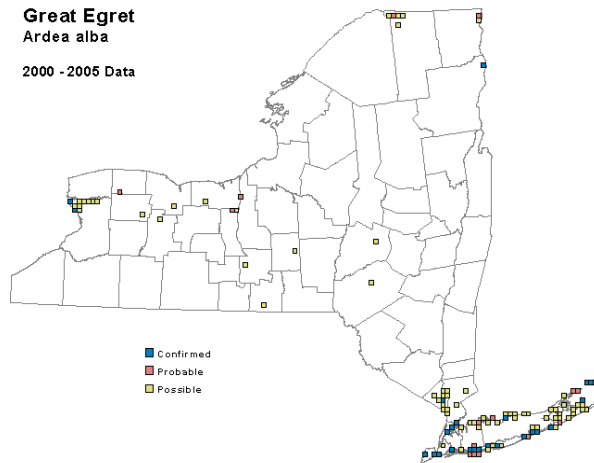 Great Egret
Ardea alba
2000 - 2005 Data
Confirmed
Probable
Possible